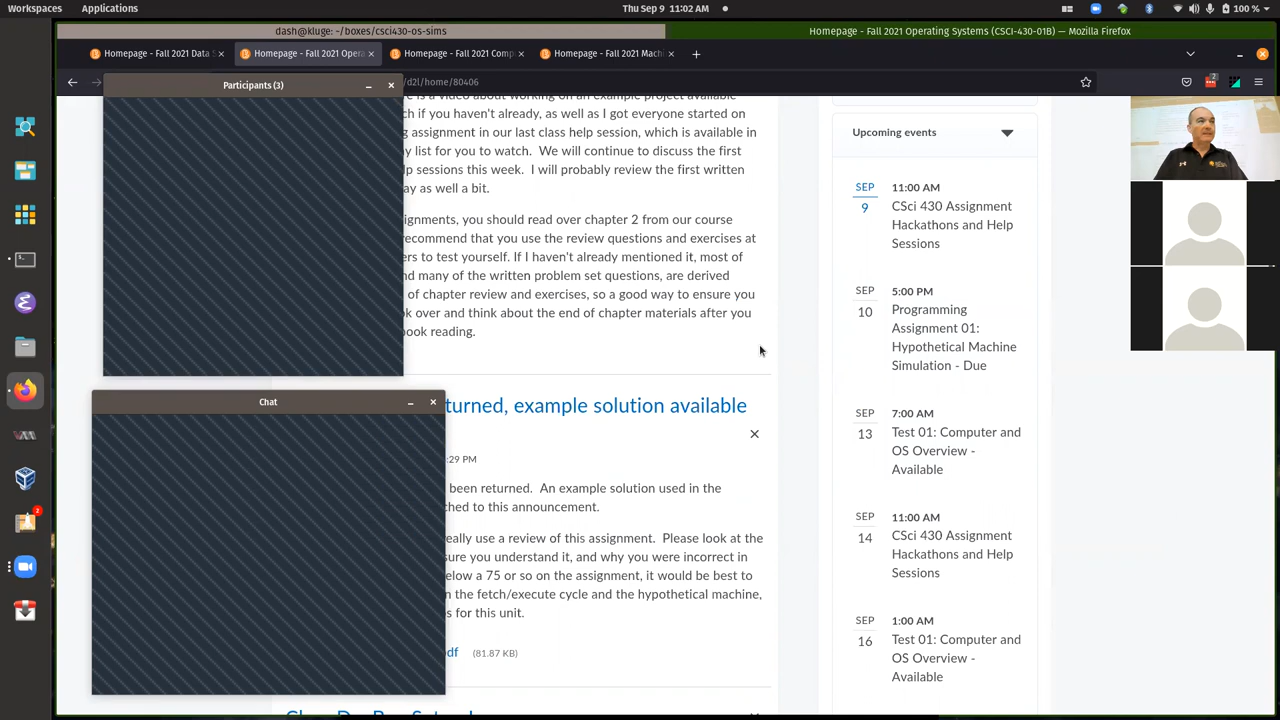 Workspaces Applications Thu Sep 9 11:02 AM 100 %
dash@kluge: ~/boxes/csci430-os-sims
Homepage - Fall 2021 Operating Systems (CSCI-430-01B) — Mozilla Firefox
Homepage - Fall 2021 Data S
Homepage - Fall 2021 Opera
Homepage - Fall 2021 Comp
Homepage - Fall 2021 Machi
d2l/home/80406
Participants (3)
is a video about working on an example project available
ch if you haven't already, as well as I got everyone started on
g assignment in our last class help session, which is available in
y list for you to watch. We will continue to discuss the first
lp sessions this week. I will probably review the first written
ay as well a bit.
ignments, you should read over chapter 2 from our course
recommend that you use the review questions and exercises at
ers to test yourself. If I haven't already mentioned it, most of
nd many of the written problem set questions, are derived
of chapter review and exercises, so a good way to ensure you
ok over and think about the end of chapter materials after you
book reading.
Chat
turned, example solution available
:29 PM
been returned. An example solution used in the
ched to this announcement.
eally use a review of this assignment. Please look at the
sure you understand it, and why you were incorrect in
elow a 75 or so on the assignment, it would be best to
n the fetch/execute cycle and the hypothetical machine,
s for this unit.
df (81.87 KB)
Upcoming events
SEP 9
11:00 AM
CSci 430 Assignment
Hackathons and Help
Sessions
SEP 10
5:00 PM
Programming
Assignment 01:
Hypothetical Machine
Simulation - Due
SEP 13
7:00 AM
Test 01: Computer and
OS Overview -
Available
SEP 14
11:00 AM
CSci 430 Assignment
Hackathons and Help
Sessions
SEP 16
1:00 AM
Test 01: Computer and
OS Overview -
Available